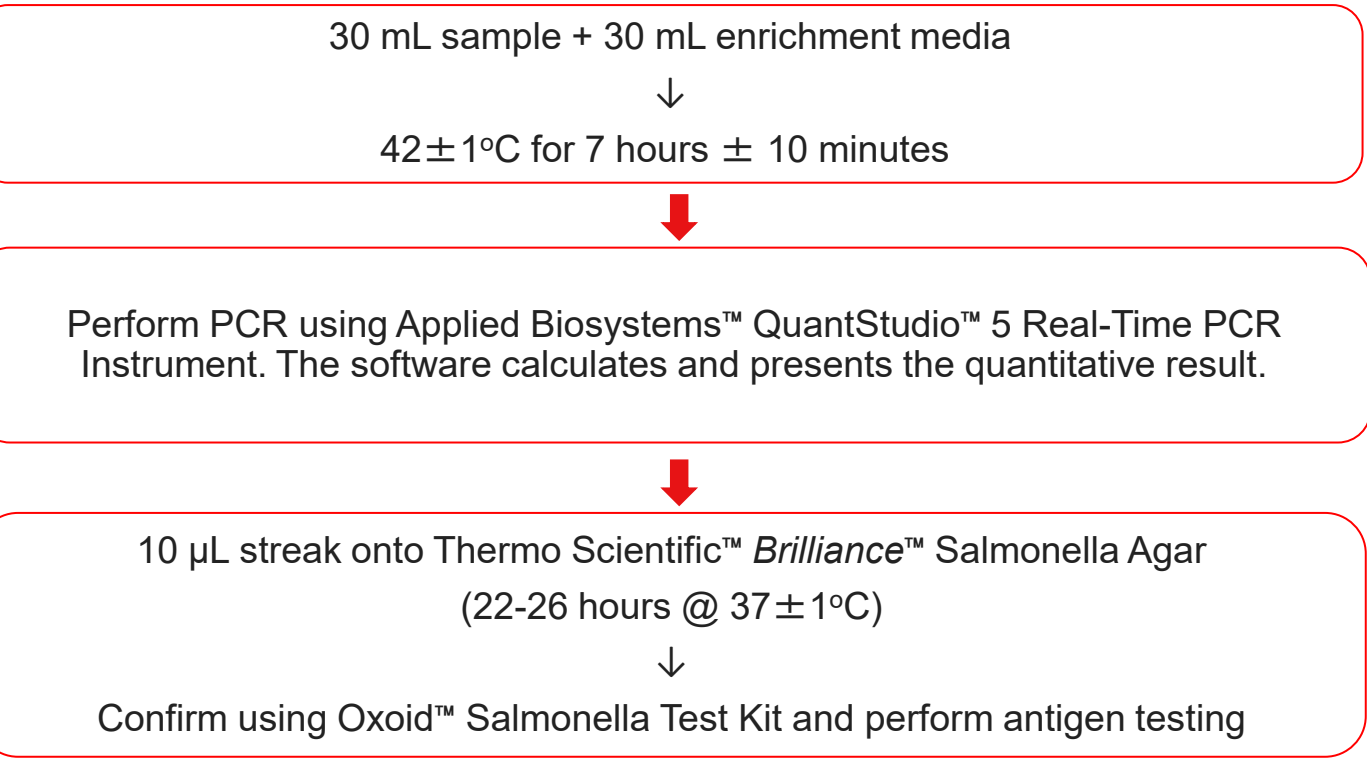 30 mL sample + 30 mL enrichment media
↓
42±1ºC for 7 hours ± 10 minutes
Perform PCR using Applied Biosystems™ QuantStudio™ 5 Real-Time PCR
Instrument. The software calculates and presents the quantitative result.
10 µL streak onto Thermo Scientific™ Brilliance™ Salmonella Agar
(22-26 hours @ 37±1ºC)
↓
Confirm using Oxoid™ Salmonella Test Kit and perform antigen testing